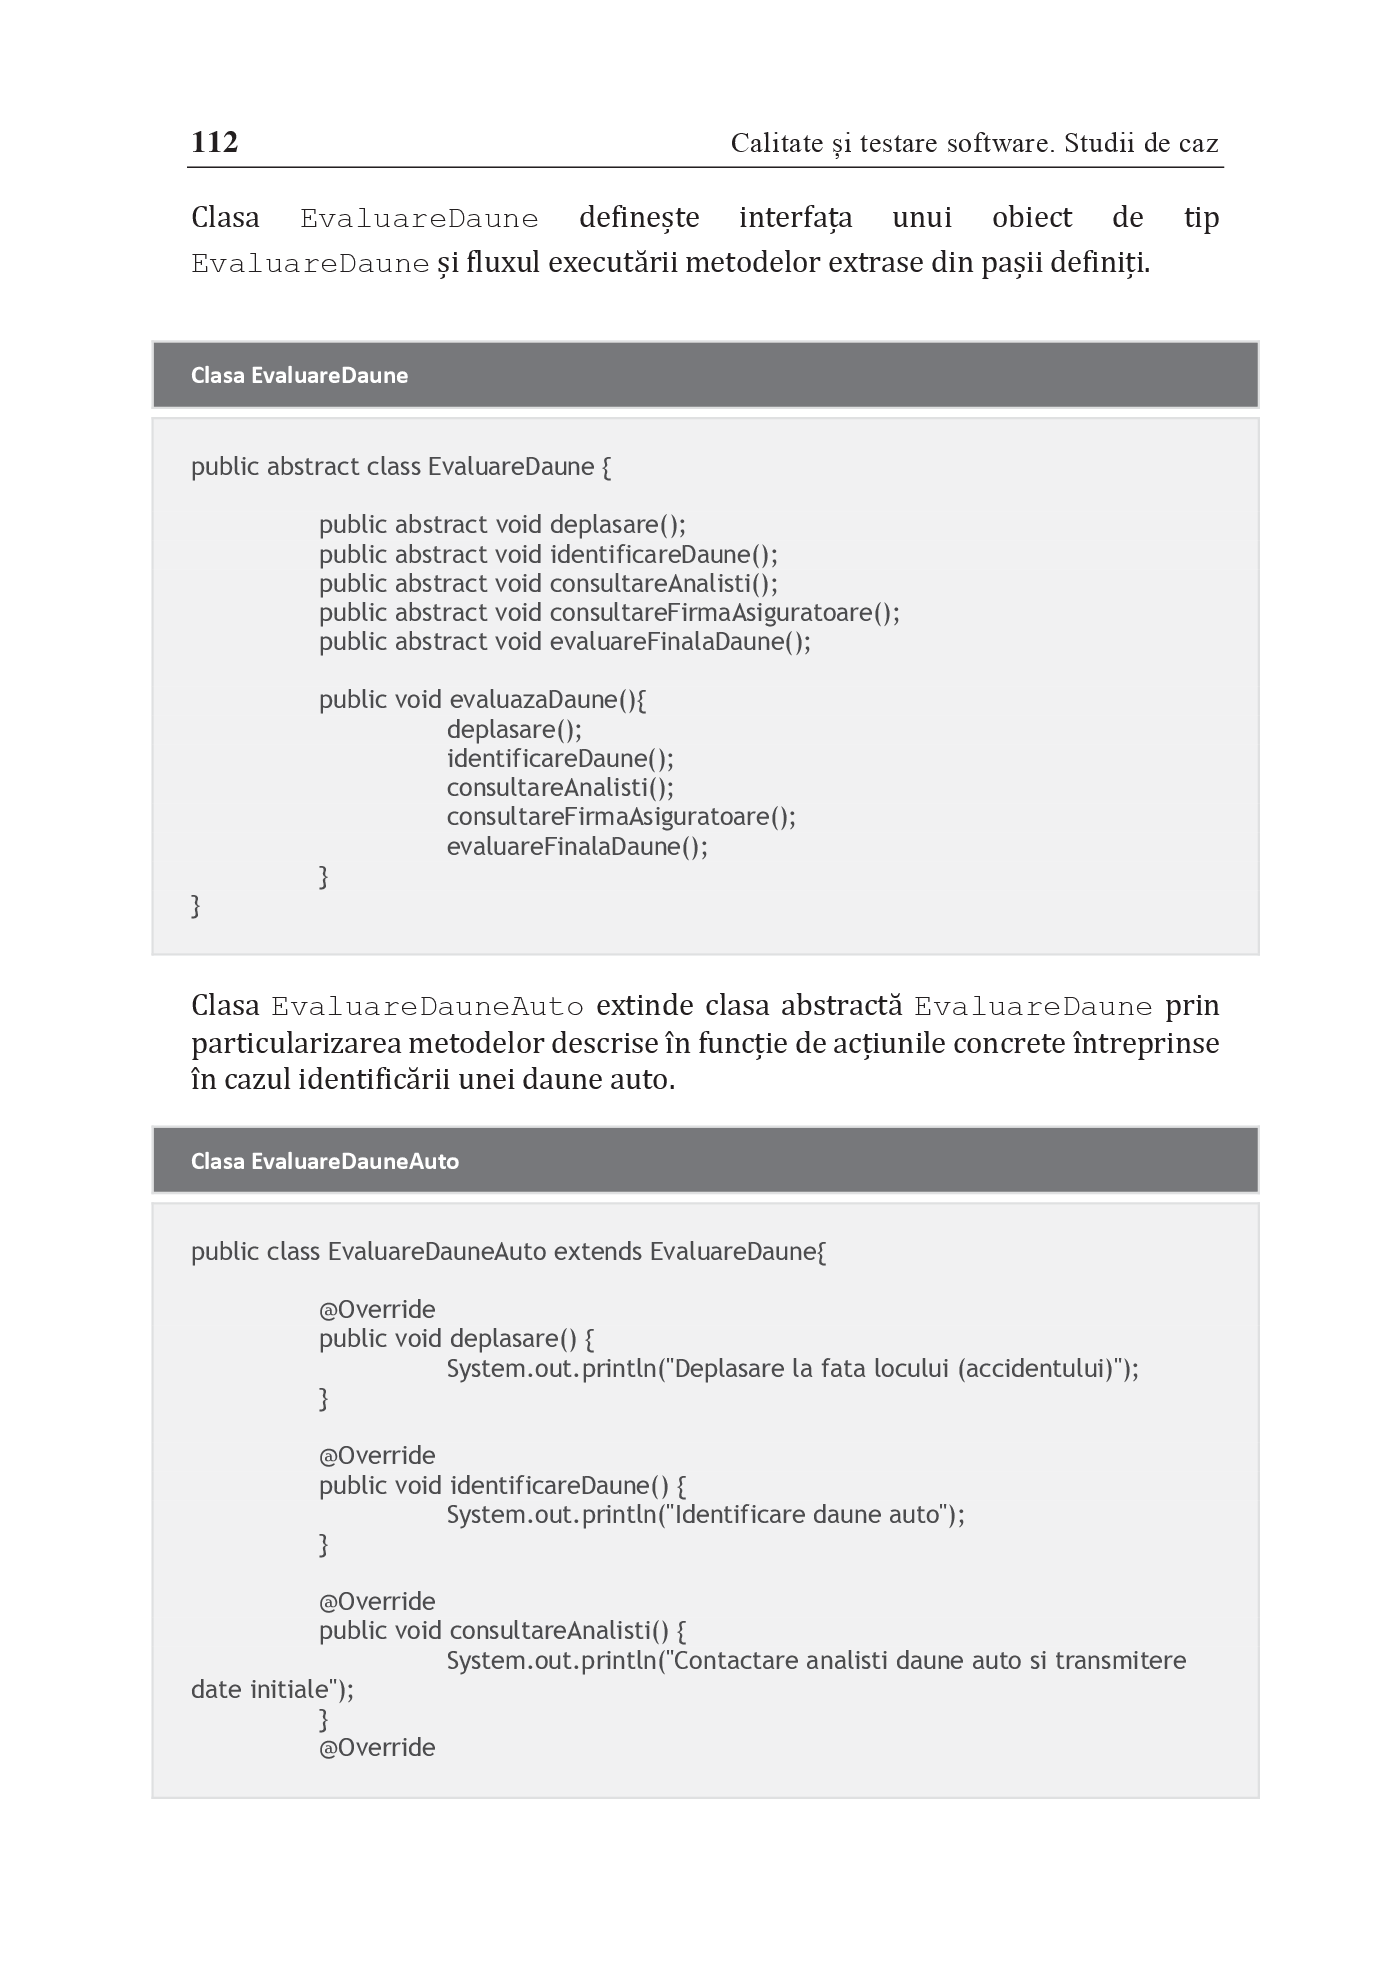 112 Calitate și testare software. Studii de caz
Clasa EvaluareDaune definește interfața unui obiect de tip
EvaluareDaune și fluxul executării metodelor extrase din pașii definiți.
Clasa EvaluareDaune
public abstract class EvaluareDaune {
public abstract void deplasare();
public abstract void identificareDaune();
public abstract void consultareAnalisti();
public abstract void consultareFirmaAsiguratoare();
public abstract void evaluareFinalaDaune();
public void evaluazaDaune(){
deplasare();
identificareDaune();
consultareAnalisti();
consultareFirmaAsiguratoare();
evaluareFinalaDaune();
}
}
Clasa EvaluareDauneAuto extinde clasa abstractă EvaluareDaune prin
particularizarea metodelor descrise în funcție de acțiunile concrete întreprinse
în cazul identificării unei daune auto.
Clasa EvaluareDauneAuto
public class EvaluareDauneAuto extends EvaluareDaune{
@Override
public void deplasare() {
System.out.println("Deplasare la fata locului (accidentului)");
}
@Override
public void identificareDaune() {
System.out.println("Identificare daune auto");
}
@Override
public void consultareAnalisti() {
System.out.println("Contactare analisti daune auto si transmitere
date initiale");
}
@Override